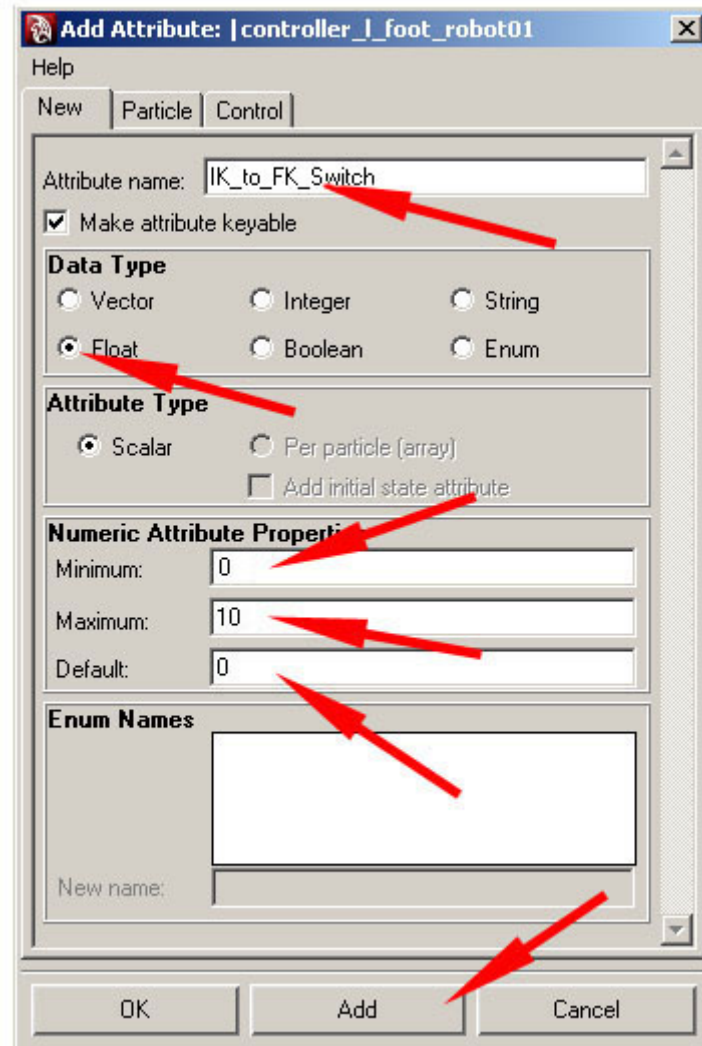 Add Attribute: |controller_l_foot_robot01
Help
New Particle Control
Attribute name: IK_to_FK_Switch
Make attribute keyable
Data Type
Vector Integer String
Float Boolean Enum
Attribute Type
Scalar Per particle (array)
Add initial state attribute
Numeric Attribute
Minimum: 0
Maximum: 10
Default: 0
Enum Names
New name:
OK Add Cancel